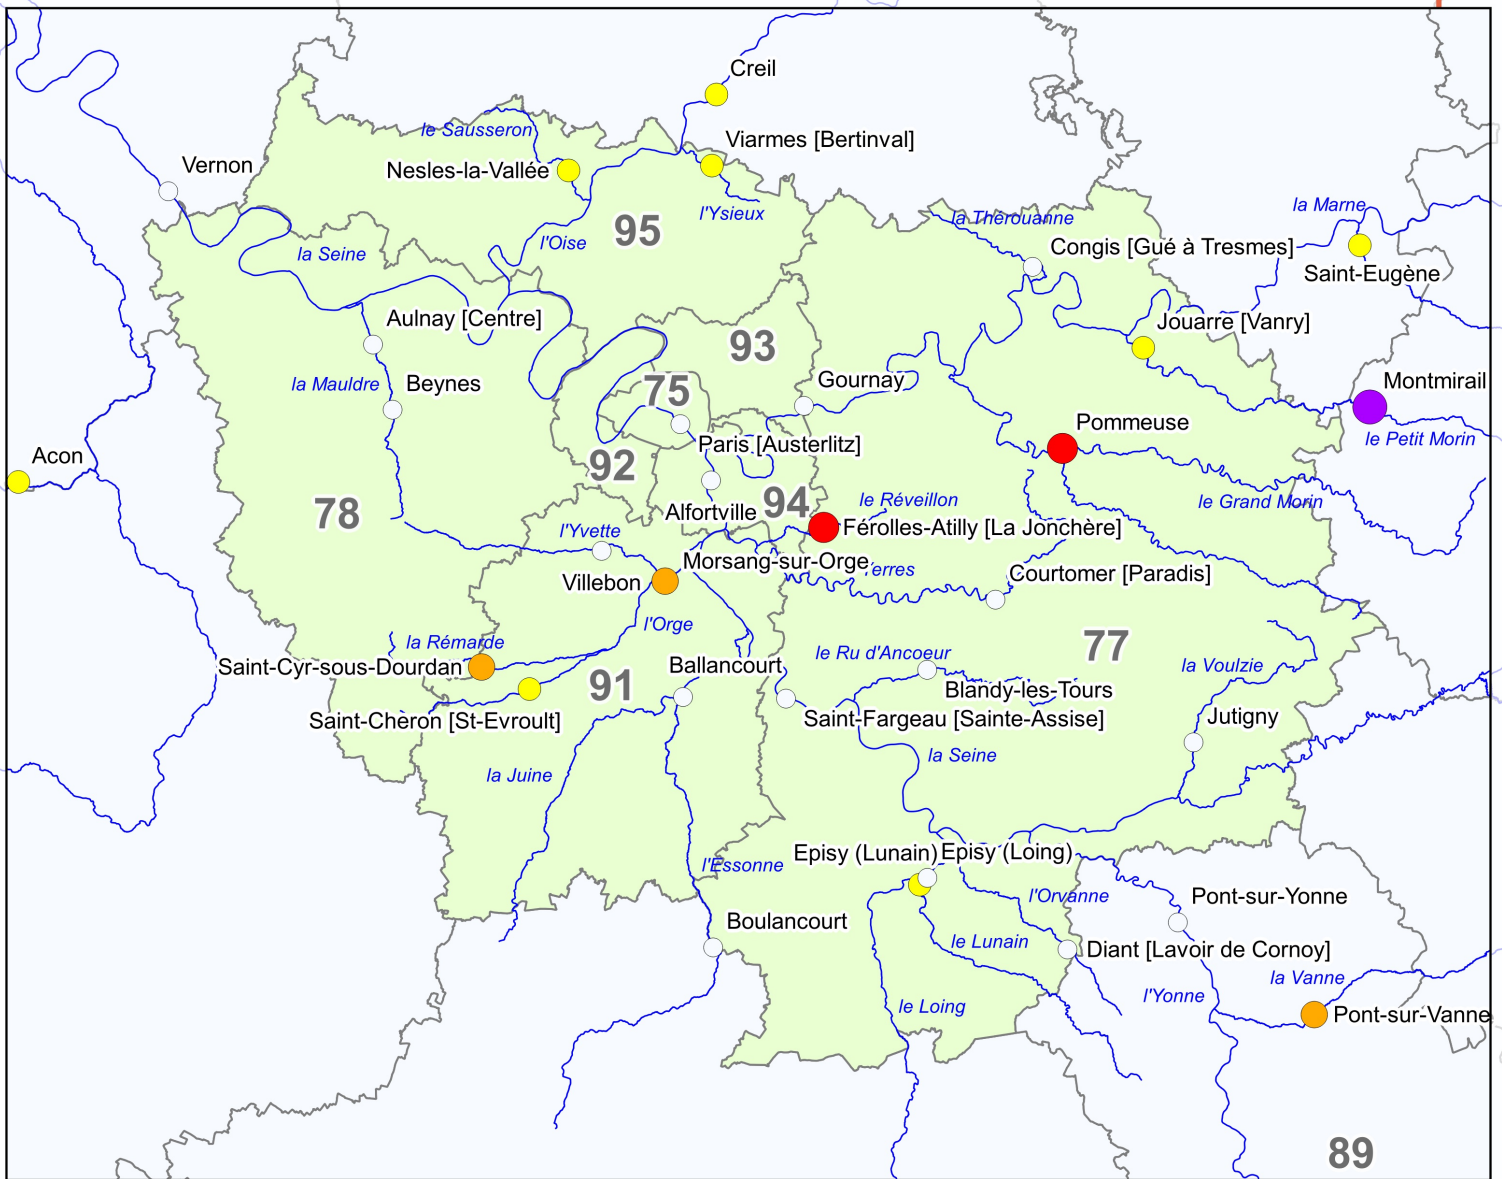 Creil
le Sausseron
Viarmes [Bertinval]
Vernon
Nesles-la-Vallée
l'Ysieux
la Marne
la Thérouanne
95
l'Oise
la Seine
Congis [Gué à Tresmes]
Saint-Eugène
Aulnay [Centre]
Jouarre [Vanry]
93
la Mauldre
Beynes
75
Gournay
Montmirail
Pommeuse
le Petit Morin
Paris [Austerlitz]
Acon
92
78
Alfortville
94
le Réveillon
le Grand Morin
Férolles-Atilly [La Jonchère]
l'Yvette
Morsang-sur-Orge
Villebon
Yerres
Courtomer [Paradis]
l'Orge
la Rémarde
77
le Ru d'Ancoeur
la Voulzie
Saint-Cyr-sous-Dourdan
Ballancourt
91
Blandy-les-Tours
Saint-Chéron [St-Evroult]
Saint-Fargeau [Sainte-Assise]
Jutigny
la Seine
la Juine
Episy (Lunain)
Episy (Loing)
l'Essonne
l'Orvanne
Pont-sur-Yonne
Boulancourt
le Lunain
Diant [Lavoir de Cornoy]
la Vanne
l'Yonne
le Loing
Pont-sur-Vanne
89